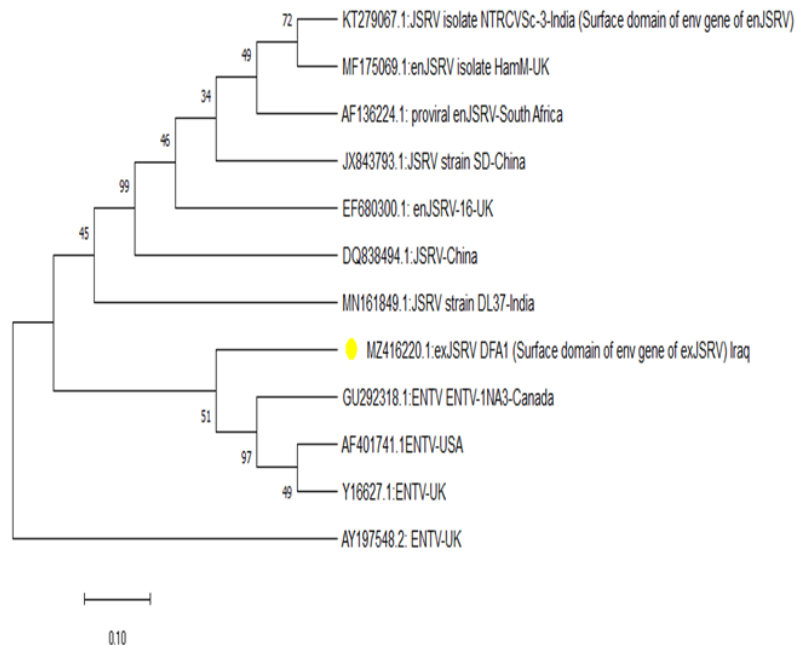 72
KT279067.1:JSRV isolate NTRCVSc-3-India (Surface domain of env gene of enJSRV)
49
MF175069.1:enJSRV isolate HamM-UK
34
AF136224.1: proviral enJSRV-South Africa
46
JX843793.1:JSRV strain SD-China
99
EF680300.1: enJSRV-16-UK
45
DQ838494.1:JSRV-China
MN161849.1:JSRV strain DL37-India
MZ416220.1:exJSRV DFA1 (Surface domain of env gene of exJSRV) Iraq
51
GU292318.1:ENTV ENTV-1NA3-Canada
97
AF401741.1ENTV-USA
49
Y16627.1:ENTV-UK
AY197548.2: ENTV-UK
0.10